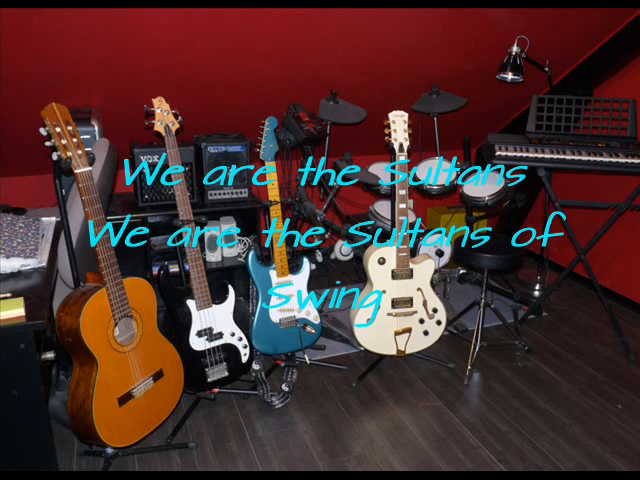 We are the Sultans
We are the Sultans of
Swing
VOX